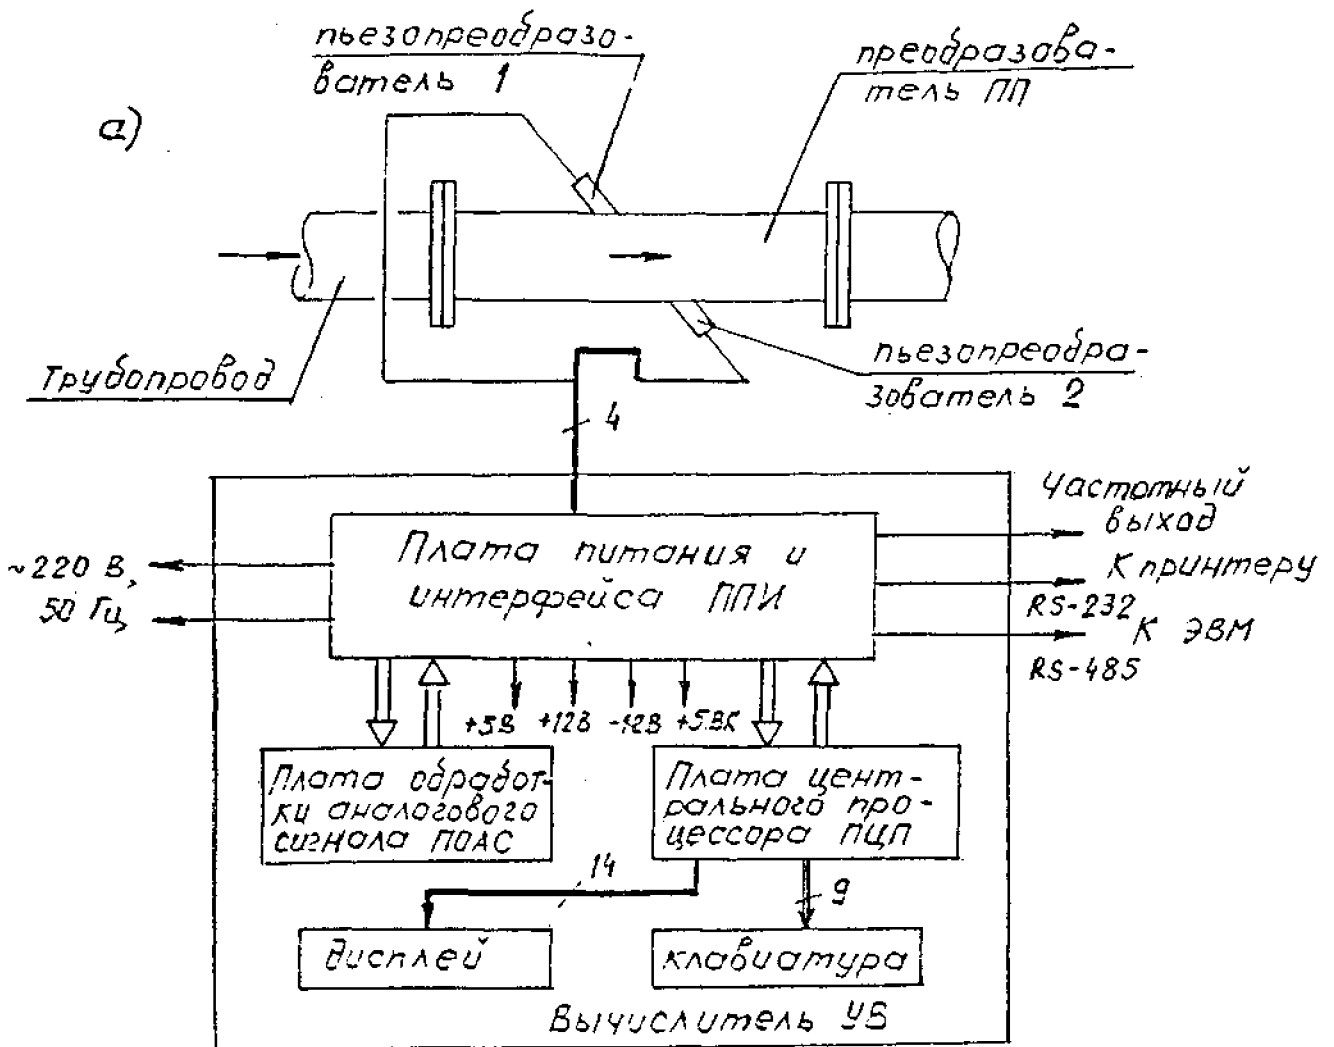 пьезопреобразо-
ватель 1
преобразова-
тель ПП
а)
Трубопровод
пьезопреобра-
зователь 2
4
Частотный
выход
Плата питания и
интерфейса ППИ
~220 В,
50 Гц
К принтеру
RS-232
К ЭВМ
RS-485
+5В +12В -12В +5ВК
Плата обработ-
ки аналогового
сигнала ПОАС
Плата цент-
рального про-
цессора ПЦП
14
9
дисплей
клавиатура
Вычислитель УВ